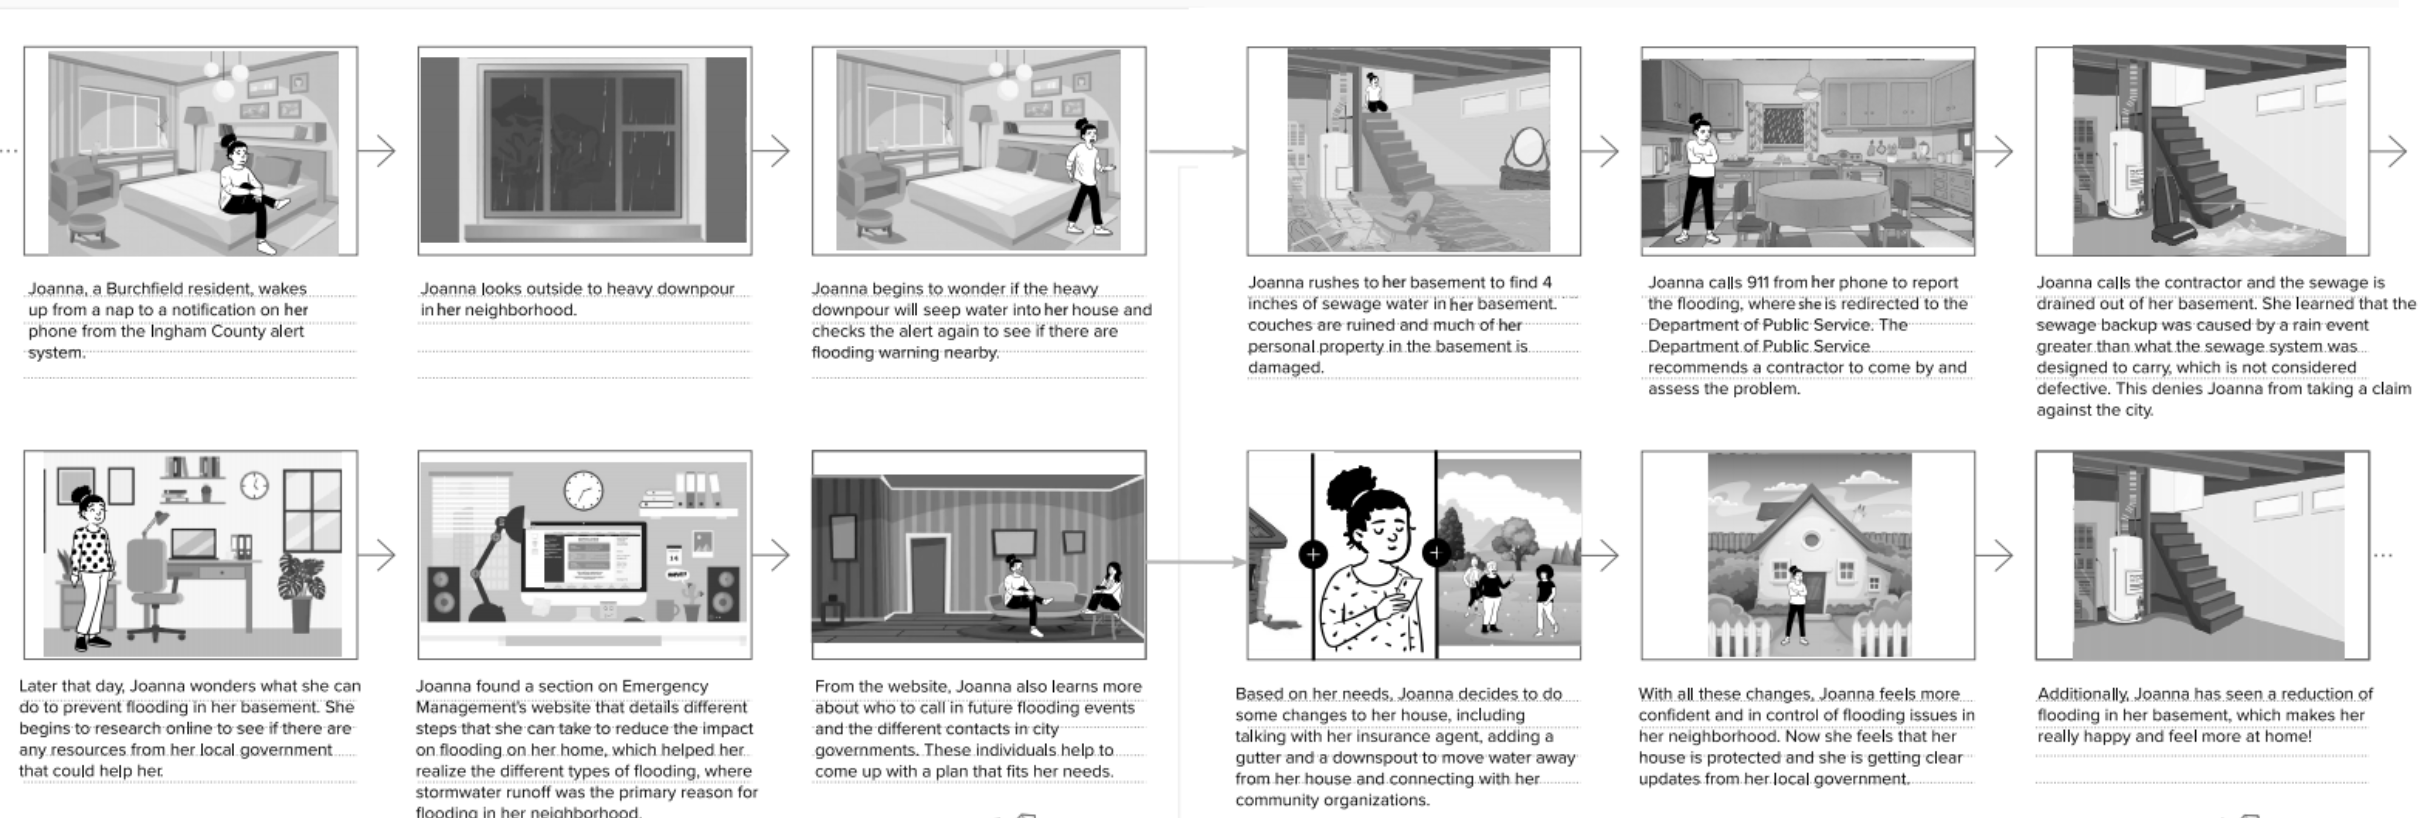 Joanna, a Burchfield resident, wakes
up from a nap to a notification on her
phone from the Ingham County alert
system.
Joanna looks outside to heavy downpour
in her neighborhood.
Joanna begins to wonder if the heavy
downpour will seep water into her house and
checks the alert again to see if there are
flooding warning nearby.
Joanna rushes to her basement to find 4
inches of sewage water in her basement.
couches are ruined and much of her
personal property in the basement is
damaged.
Joanna calls 911 from her phone to report
the flooding, where she is redirected to the
Department of Public Service. The
Department of Public Service
recommends a contractor to come by and
assess the problem.
Joanna calls the contractor and the sewage is
drained out of her basement. She learned that the
sewage backup was caused by a rain event
greater than what the sewage system was
designed to carry, which is not considered
defective. This denies Joanna from taking a claim
against the city.
Later that day, Joanna wonders what she can
do to prevent flooding in her basement. She
begins to research online to see if there are
any resources from her local government
that could help her.
Joanna found a section on Emergency
Management's website that details different
steps that she can take to reduce the impact
on flooding on her home, which helped her
realize the different types of flooding, where
stormwater runoff was the primary reason for
flooding in her neighborhood.
From the website, Joanna also learns more
about who to call in future flooding events
and the different contacts in city
governments. These individuals help to
come up with a plan that fits her needs.
Based on her needs, Joanna decides to do
some changes to her house, including
talking with her insurance agent, adding a
gutter and a downspout to move water away
from her house and connecting with her
community organizations.
With all these changes, Joanna feels more
confident and in control of flooding issues in
her neighborhood. Now she feels that her
house is protected and she is getting clear
updates from her local government.
Additionally, Joanna has seen a reduction of
flooding in her basement, which makes her
really happy and feel more at home!